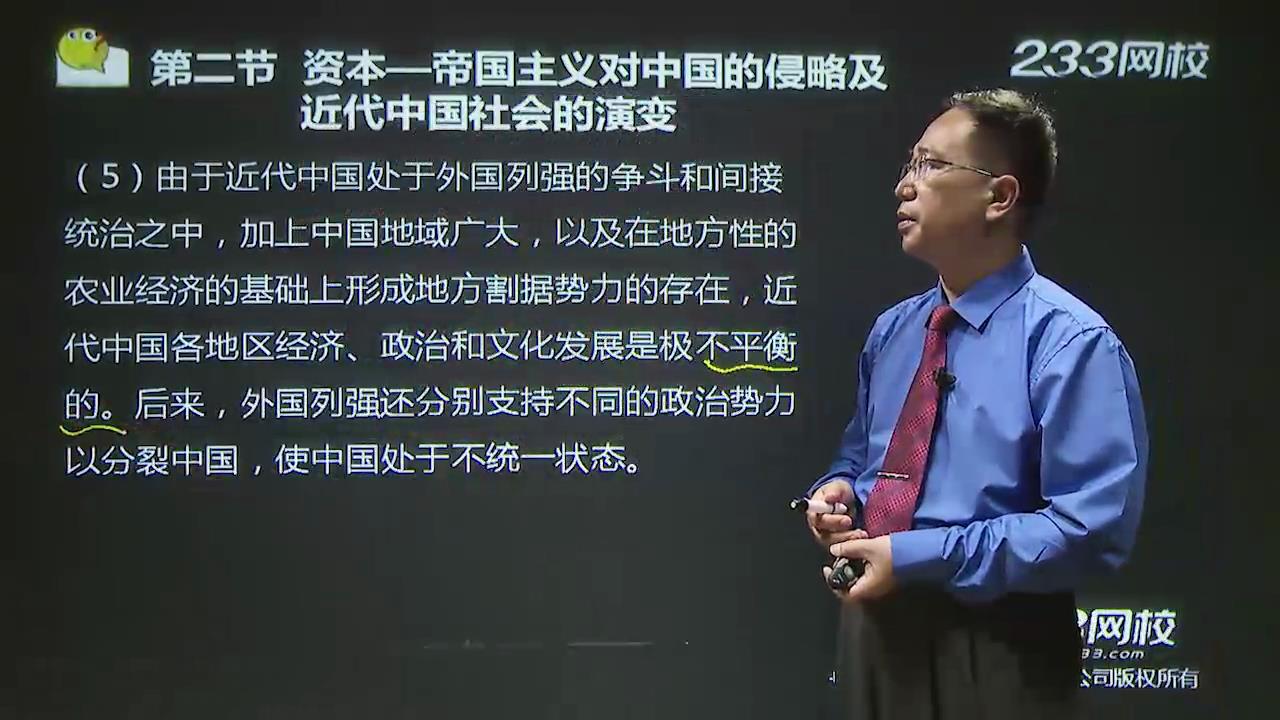 第二节 资本—帝国主义对中国的侵略及
近代中国社会的演变
233网校
（5）由于近代中国处于外国列强的争斗和间接
统治之中，加上中国地域广大，以及在地方性的
农业经济的基础上形成地方割据势力的存在，近
代中国各地区经济、政治和文化发展是极不平衡
的。后来，外国列强还分别支持不同的政治势力
以分裂中国，使中国处于不统一状态。
3网校
33.com
公司版权所有